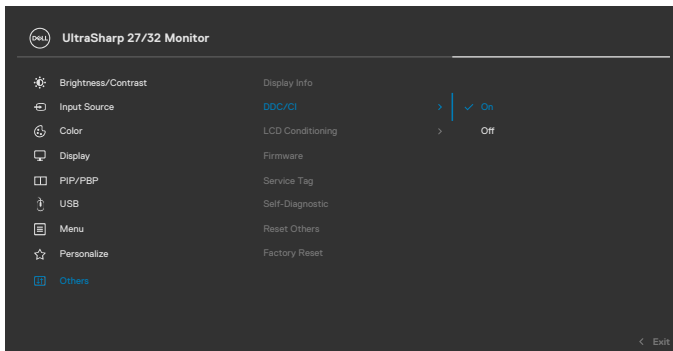 DELL UltraSharp 27/32 Monitor
Brightness/Contrast Display Info
Input Source DDC/CI > ✓ On
Color LCD Conditioning > Off
Display Firmware
PIP/PBP Service Tag
USB Self-Diagnostic
Menu Reset Others
Personalize Factory Reset
Others
< Exit